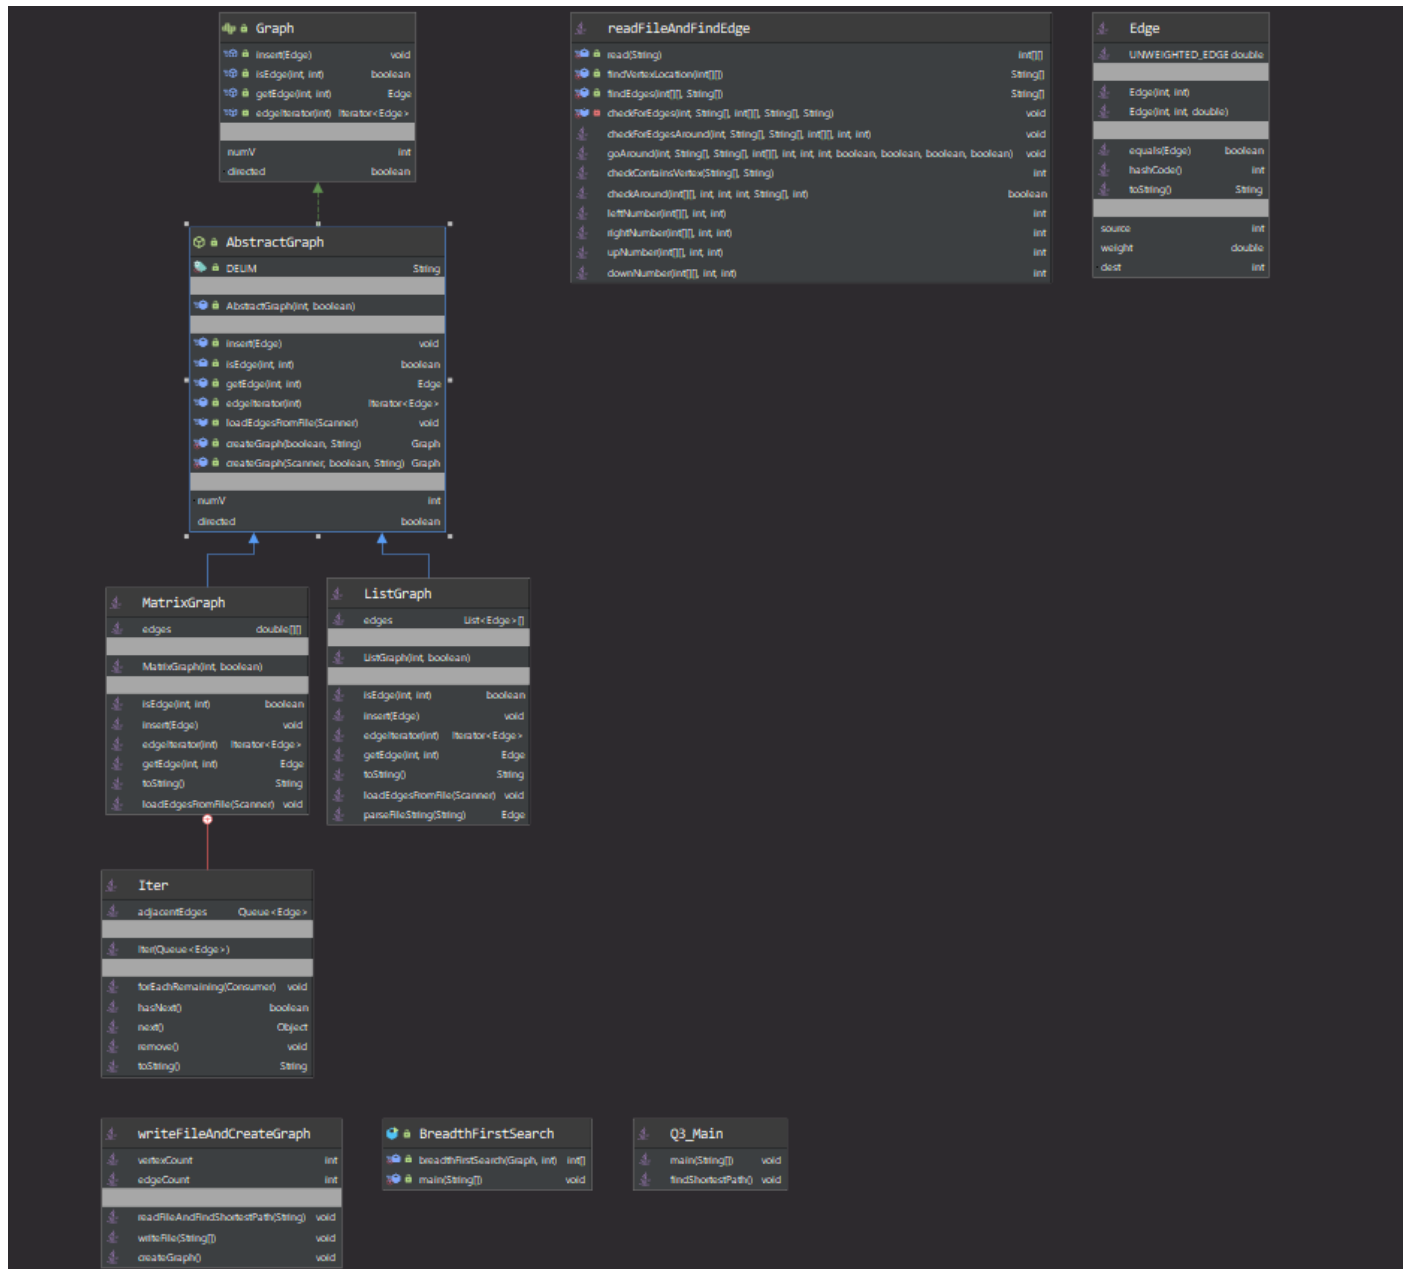 Graph
insert(Edge) void
isEdge(int, int) boolean
getEdge(int, int) Edge
edgeIterator(int) Iterator<Edge>
numV int
directed boolean
readFileAndFindEdge
read(String) int[][]
findVertexLocation(int[][]) String[]
findEdges(int[][], String[]) String[]
checkForEdges(int, String[], int[][], String[], String) void
checkForEdgesAround(int, String[], String[], int[][], int, int) void
goAround(int, String[], String[], int[][], int, int, int, boolean, boolean, boolean, boolean) void
checkContainsVertex(String[], String) int
checkAround(int[][], int, int, int, String[], int) boolean
leftNumber(int[][], int, int) int
rightNumber(int[][], int, int) int
upNumber(int[][], int, int) int
downNumber(int[][], int, int) int
Edge
UNWEIGHTED_EDGE double
Edge(int, int)
Edge(int, int, double)
equals(Edge) boolean
hashCode() int
toString() String
source int
weight double
dest int
AbstractGraph
DELIM String
AbstractGraph(int, boolean)
insert(Edge) void
isEdge(int, int) boolean
getEdge(int, int) Edge
edgeIterator(int) Iterator<Edge>
loadEdgesFromFile(Scanner) void
createGraph(boolean, String) Graph
createGraph(Scanner, boolean, String) Graph
numV int
directed boolean
MatrixGraph
edges double[][]
MatrixGraph(int, boolean)
isEdge(int, int) boolean
insert(Edge) void
edgeIterator(int) Iterator<Edge>
getEdge(int, int) Edge
toString() String
loadEdgesFromFile(Scanner) void
ListGraph
edges List<Edge>[]
ListGraph(int, boolean)
isEdge(int, int) boolean
insert(Edge) void
edgeIterator(int) Iterator<Edge>
getEdge(int, int) Edge
toString() String
loadEdgesFromFile(Scanner) void
parseFileString(String) Edge
Iter
adjacentEdges Queue<Edge>
Iter(Queue<Edge>)
forEachRemaining(Consumer) void
hasNext() boolean
next() Object
remove() void
toString() String
writeFileAndCreateGraph
vertexCount int
edgeCount int
readFileAndFindShortestPath(String) void
writeFile(String[]) void
createGraph() void
BreadthFirstSearch
breadthFirstSearch(Graph, int) int[]
main(String[]) void
Q3_Main
main(String[]) void
findShortestPath() void